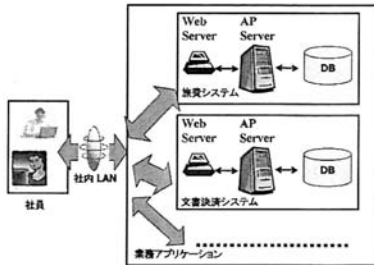 Web AP
Server Server
DB
旅費システム
Web AP
Server Server
DB
文書決済システム
社内 LAN
社員
業務アプリケーション